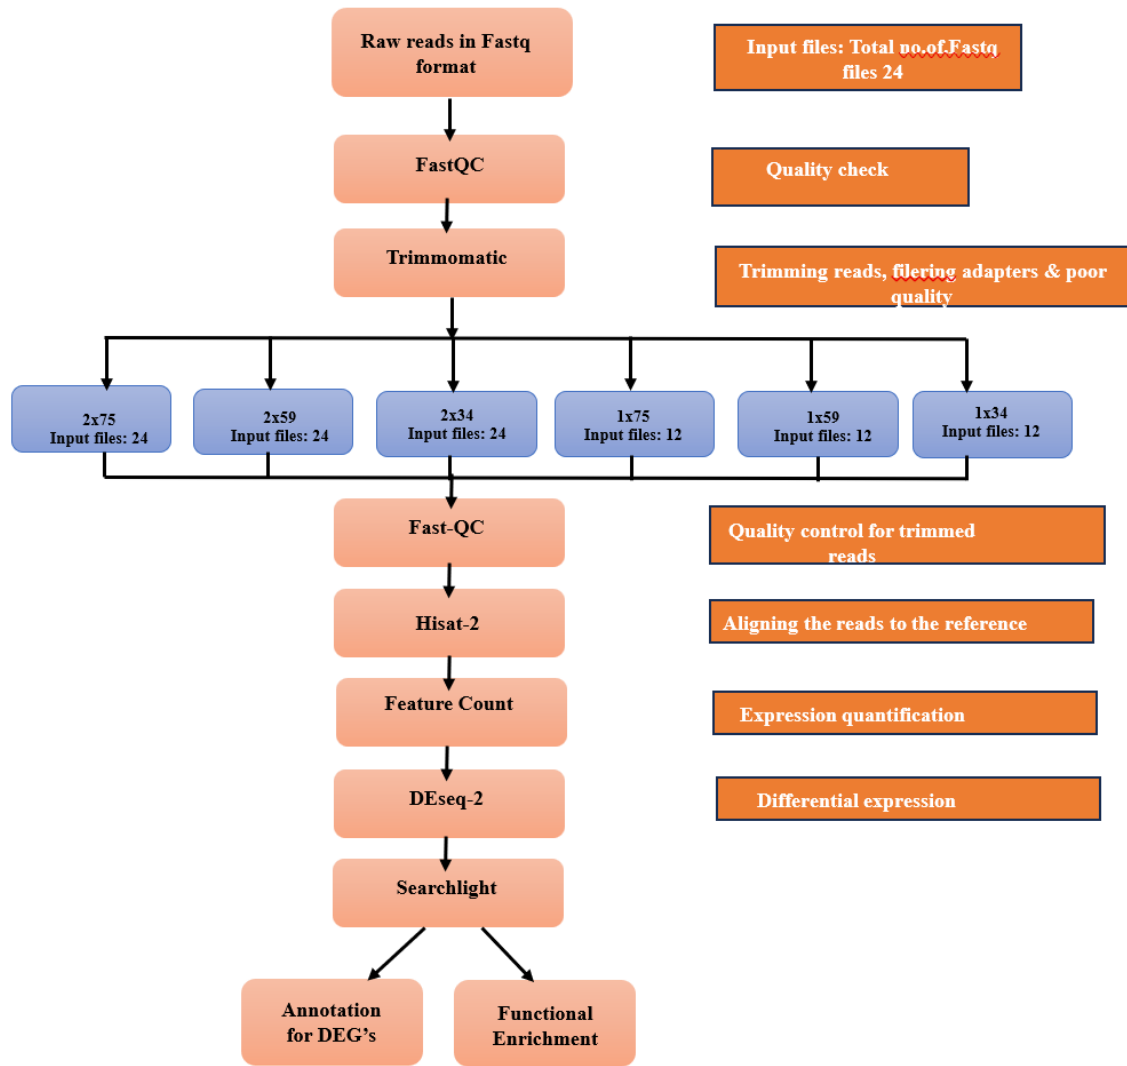 Raw reads in Fastq
format
Input files: Total no.of.Fastq
files 24
FastQC
Quality check
Trimmomatic
Trimming reads, filering adapters & poor
quality
2x75
Input files: 24
2x59
Input files: 24
2x34
Input files: 24
1x75
Input files: 12
1x59
Input files: 12
1x34
Input files: 12
Fast-QC
Quality control for trimmed
reads
Hisat-2
Aligning the reads to the reference
Feature Count
Expression quantification
DEseq-2
Differential expression
Searchlight
Annotation
for DEG's
Functional
Enrichment